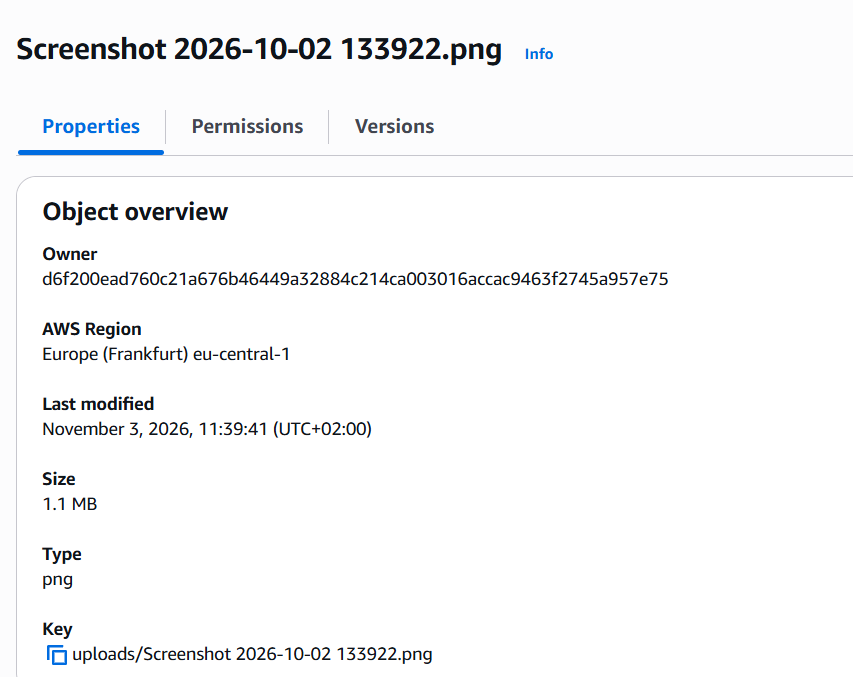 Screenshot 2026-10-02 133922.png Info
Properties Permissions Versions
Object overview
Owner
d6f200ead760c21a676b46449a32884c214ca003016accac9463f2745a957e75
AWS Region
Europe (Frankfurt) eu-central-1
Last modified
November 3, 2026, 11:39:41 (UTC+02:00)
Size
1.1 MB
Type
png
Key
uploads/Screenshot 2026-10-02 133922.png